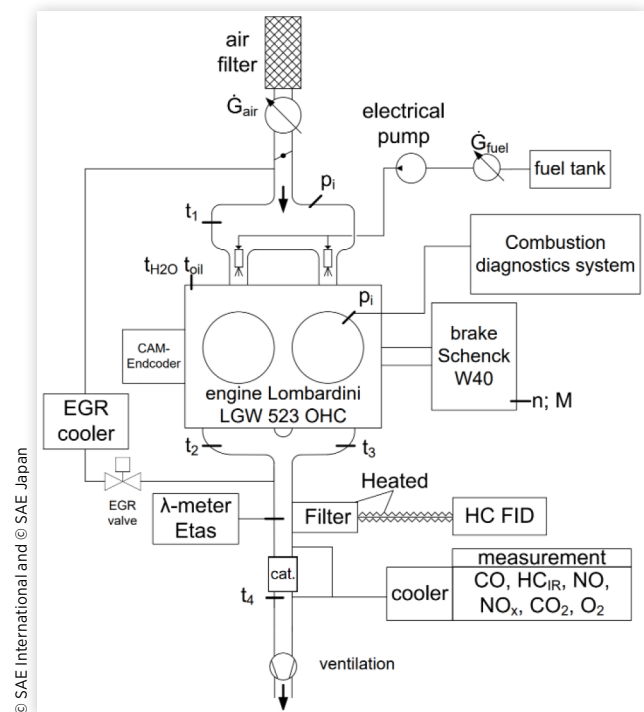 air
filter
Ġair
electrical
pump
Ġfuel
fuel tank
pi
t1
Combustion
diagnostics system
tH2O toil
pi
CAM-
Endcoder
brake
Schenck
W40
n; M
engine Lombardini
LGW 523 OHC
EGR
cooler
t2
t3
EGR
valve
λ-meter
Etas
Heated
Filter
HC FID
cat.
t4
cooler
measurement
CO, HCIR, NO,
NOx, CO2, O2
ventilation
© SAE International and © SAE Japan